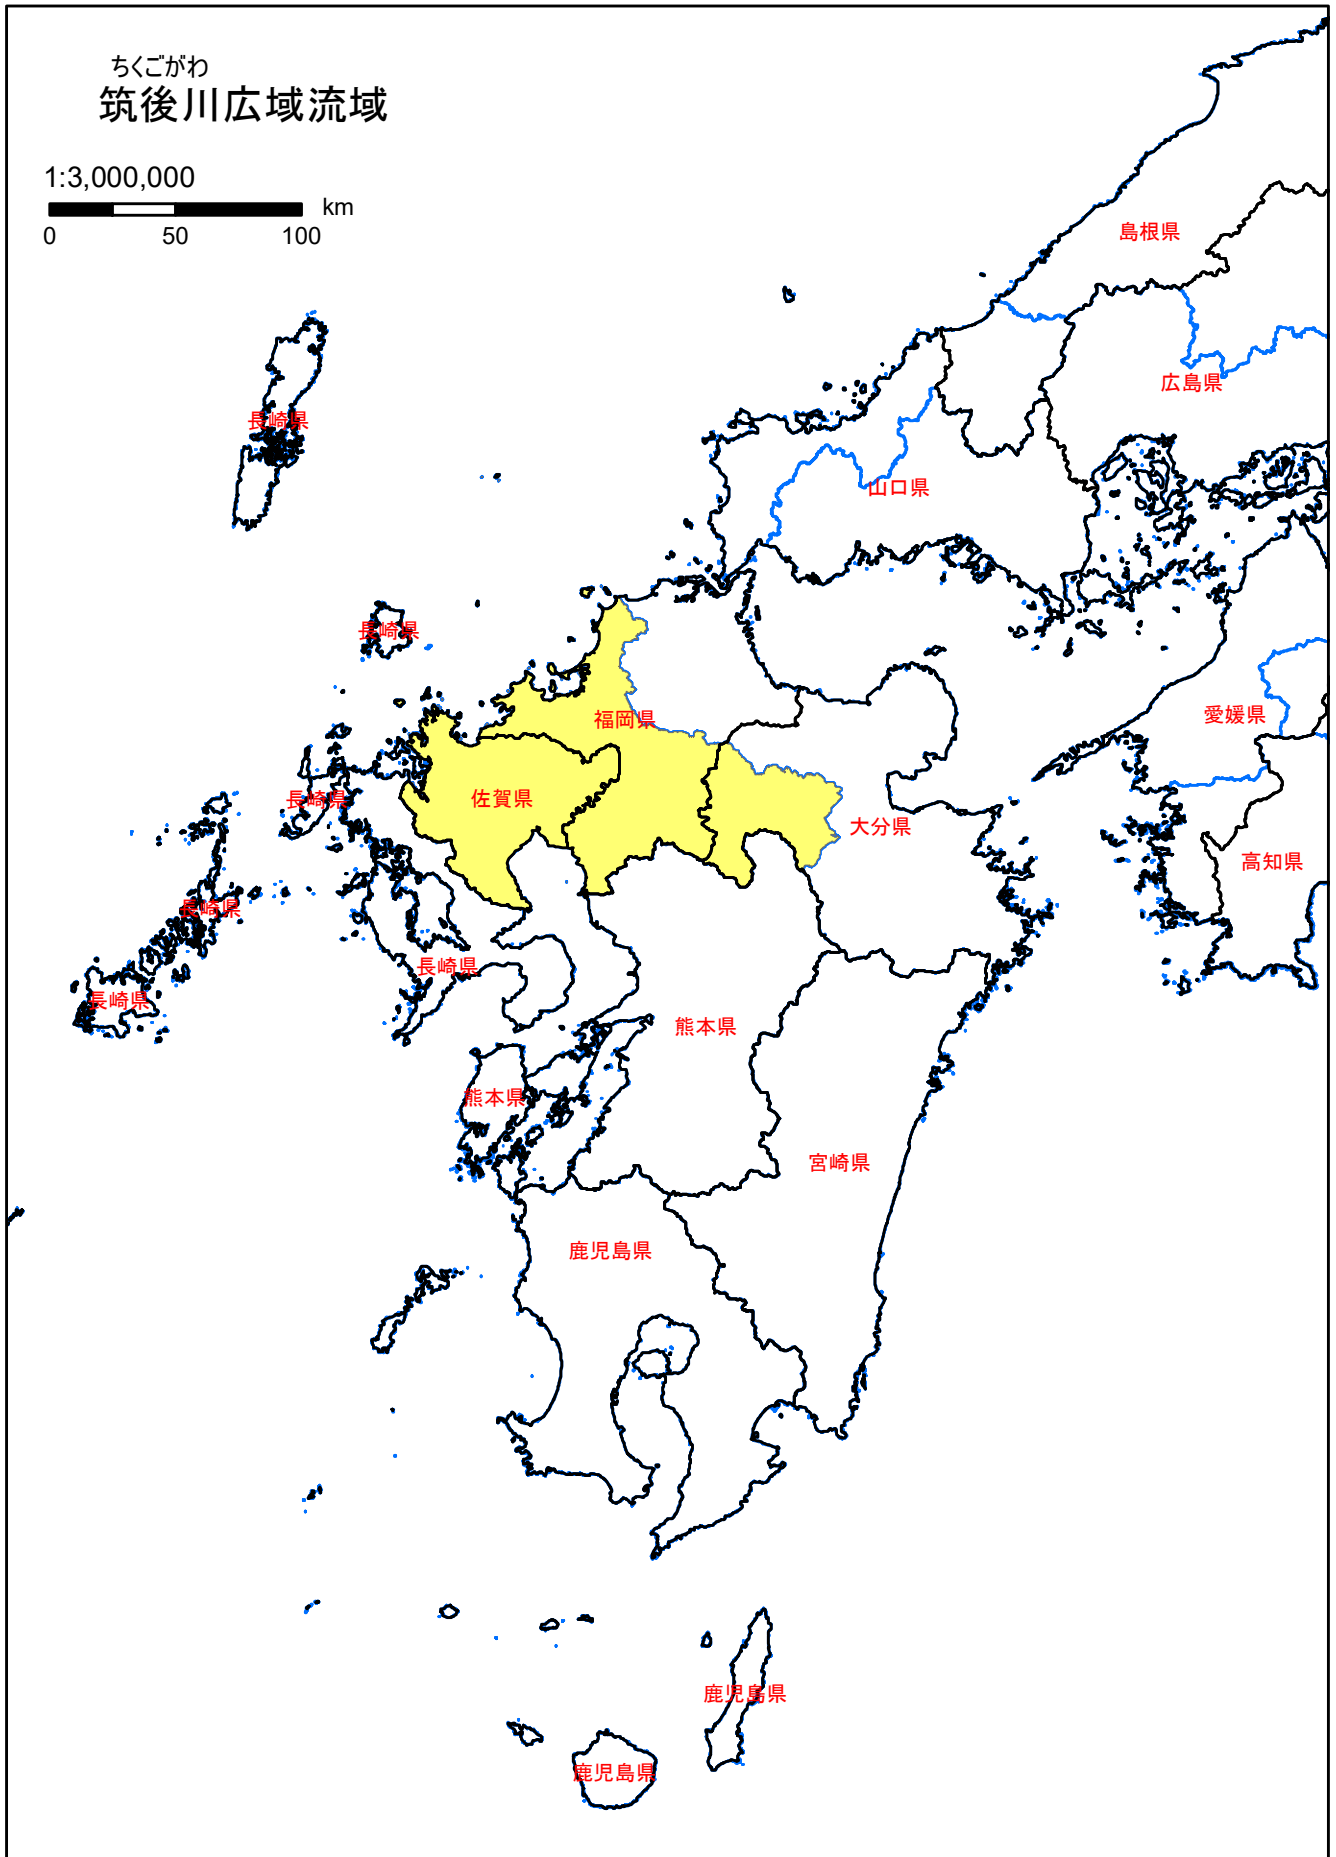 ちくごがわ
筑後川広域流域
1:3,000,000
km
0 50 100
島根県
広島県
長崎県
山口県
長崎県
福岡県
愛媛県
長崎県
佐賀県
大分県
高知県
長崎県
長崎県
長崎県
熊本県
熊本県
宮崎県
鹿児島県
鹿児島県
鹿児島県